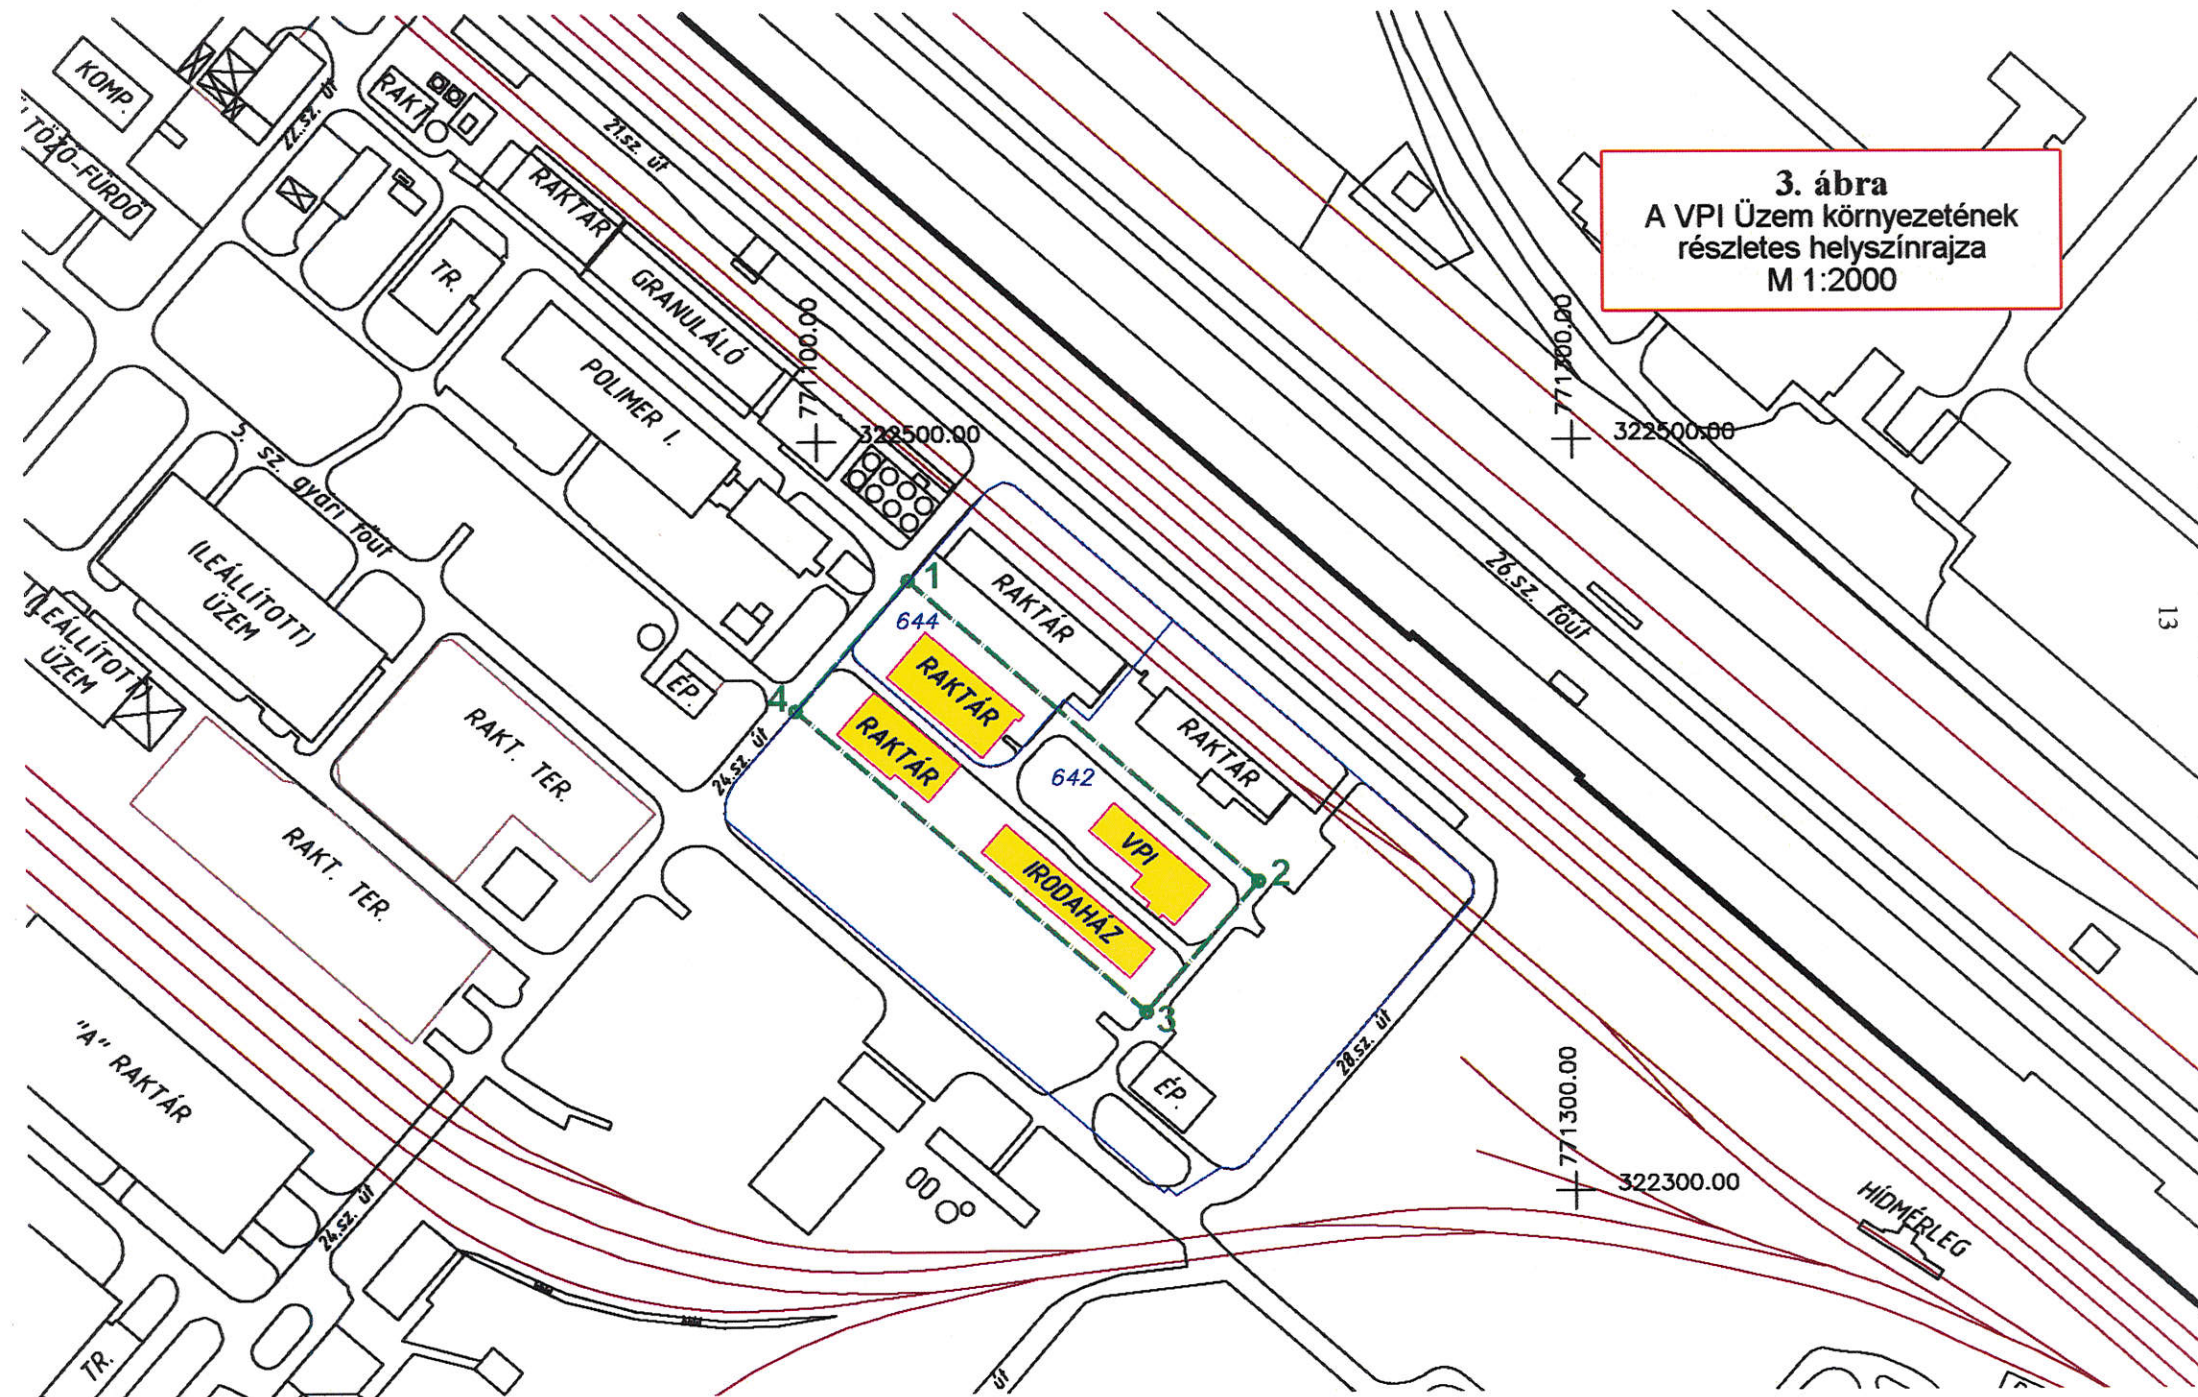 3. ábra
A VPI Üzem környezetének
részletes helyszínrajza
M 1:2000
KOMP.
TÖZŐ-FÜRDŐ
22.sz. út
RAKT.
21.sz. út
RAKTÁR
TR.
GRANULÁLÓ
POLIMER I.
771100.00
322500.00
771300.00
322500.00
5. sz. gyári főút
(LEÁLLÍTOTT)
ÜZEM
(LEÁLLÍTOTT)
ÜZEM
26.sz. főút
13
1
644
RAKTÁR
RAKTÁR
RAKTÁR
4
ÉP.
24.sz. út
642
RAKTÁR
VPI
2
IRODAHÁZ
3
RAKT. TER.
RAKT. TER.
"A" RAKTÁR
ÉP.
28.sz. út
771300.00
322300.00
HÍDMÉRLEG
24.sz. út
TR.
út